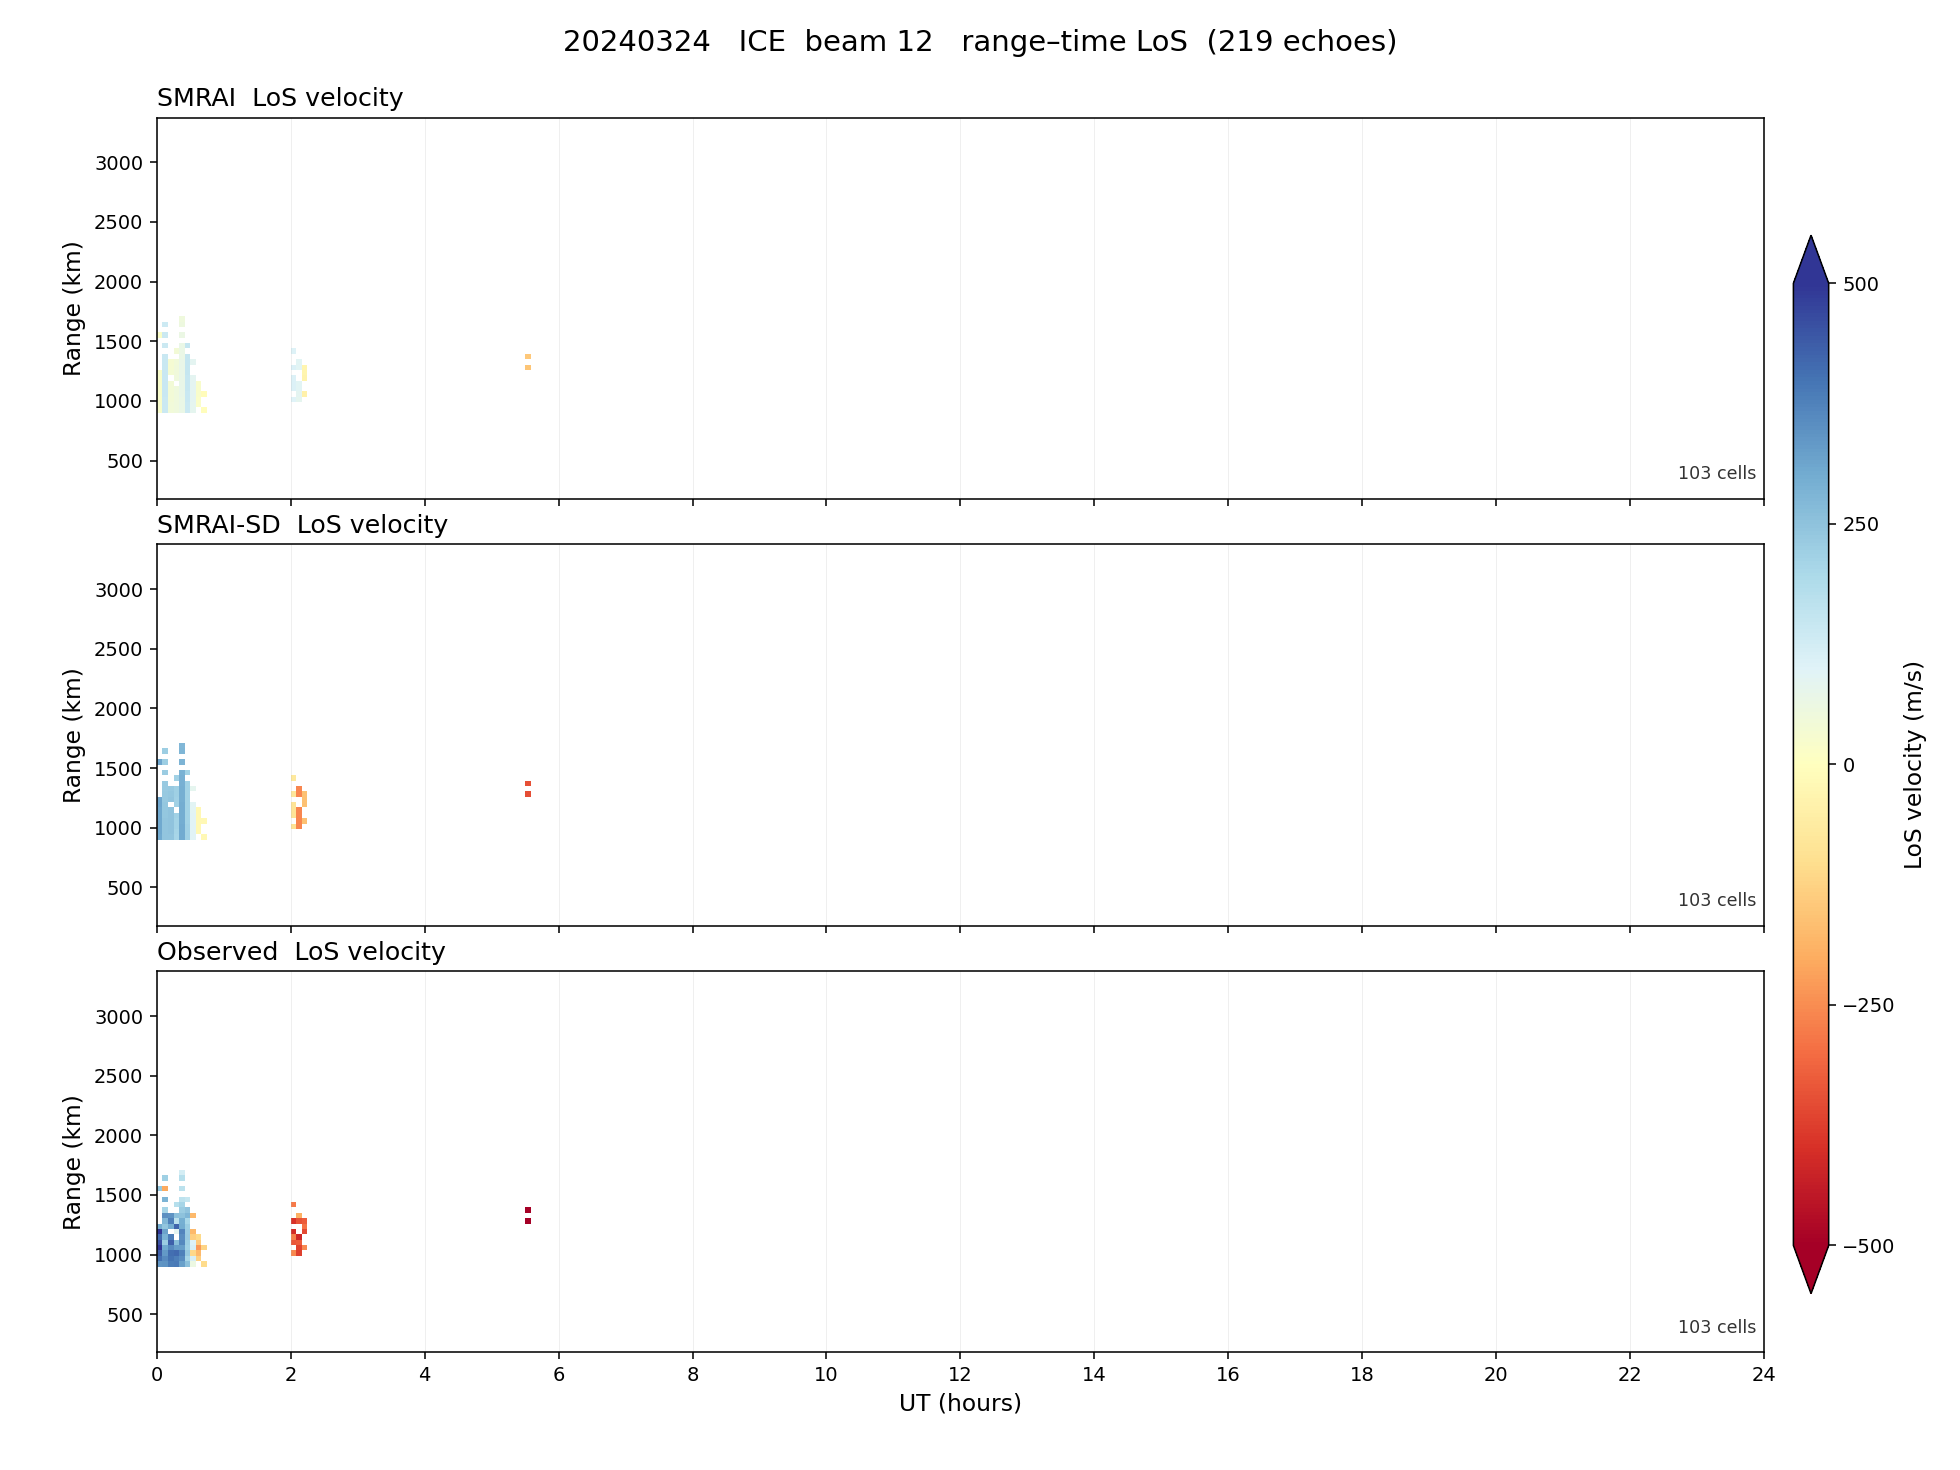 20240324   ICE  beam 12   range–time LoS  (219 echoes)
SMRAI  LoS velocity
3000
2500
2000
1500
1000
500
Range (km)
103 cells
SMRAI-SD  LoS velocity
3000
2500
2000
1500
1000
500
Range (km)
103 cells
Observed  LoS velocity
3000
2500
2000
1500
1000
500
Range (km)
103 cells
0 2 4 6 8 10 12 14 16 18 20 22 24
UT (hours)
500
250
0
−250
−500
LoS velocity (m/s)